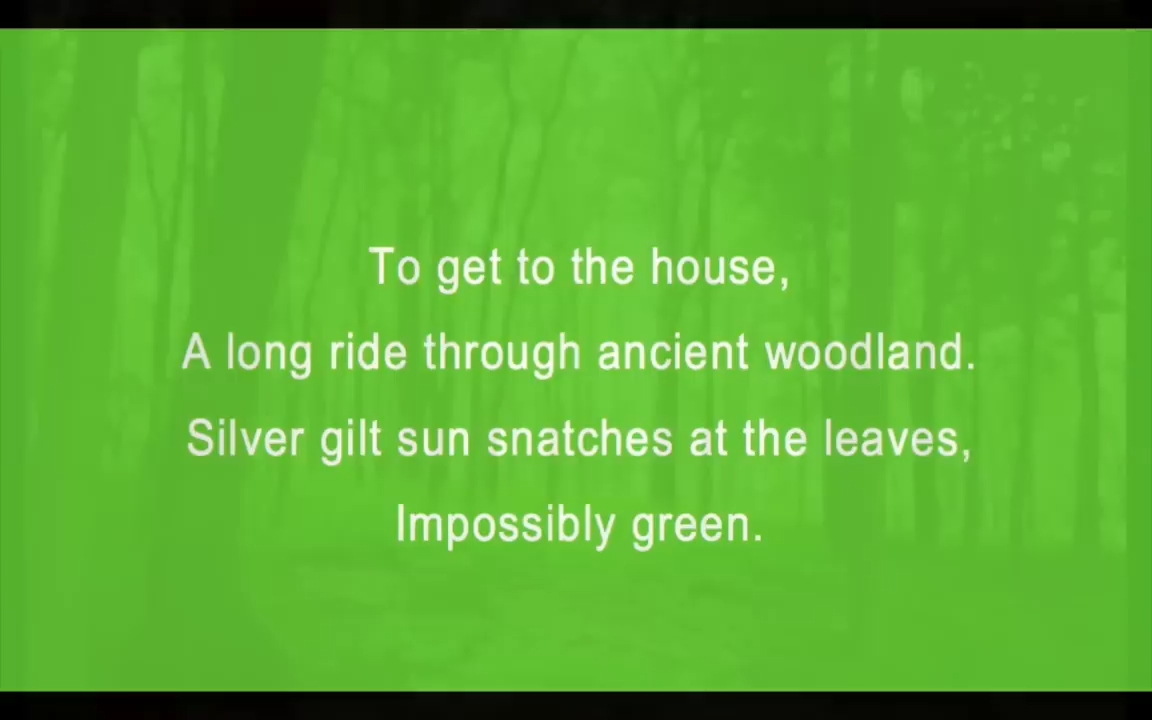 To get to the house,
A long ride through ancient woodland.
Silver gilt sun snatches at the leaves,
Impossibly green.